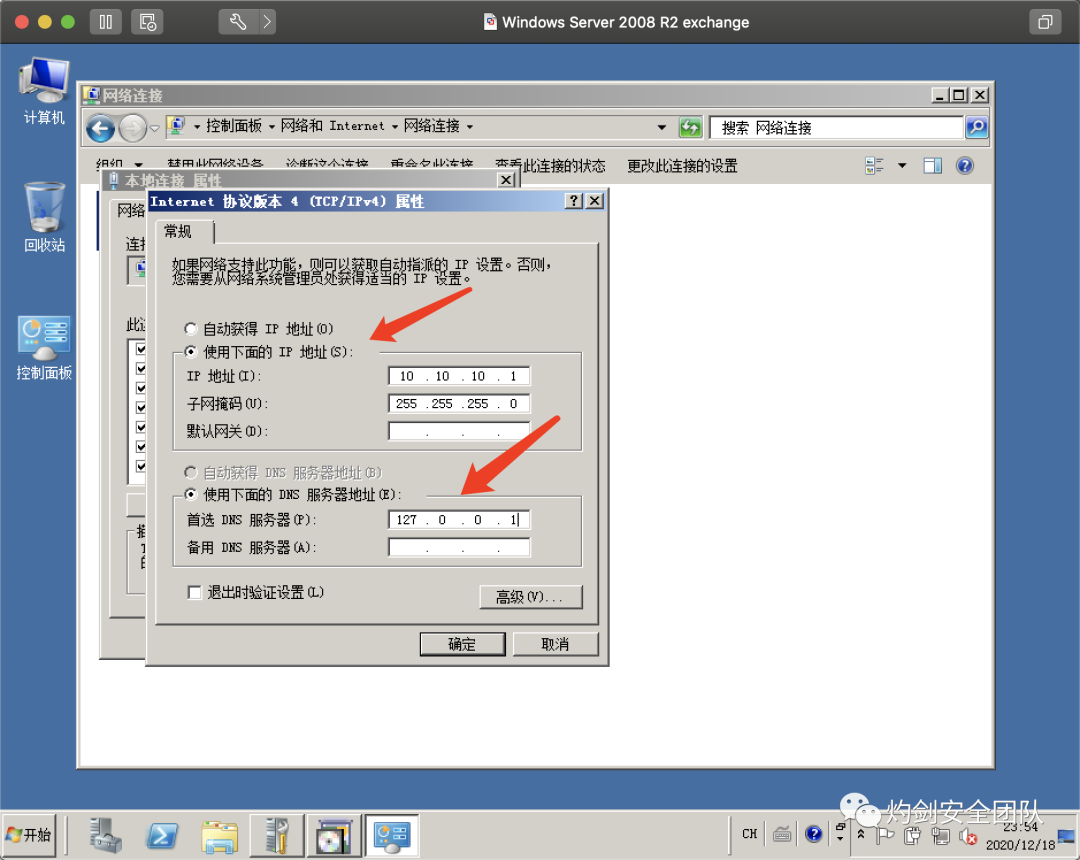 Windows Server 2008 R2 exchange
计算机
网络连接
控制面板 网络和 Internet 网络连接
搜索 网络连接
组织 禁用此网络设备 诊断这个连接 重命名此连接 查看此连接的状态 更改此连接的设置
本地连接 属性
Internet 协议版本 4 (TCP/IPv4) 属性
网络
常规
连接
如果网络支持此功能,则可以获取自动指派的 IP 设置。否则,
您需要从网络系统管理员处获得适当的 IP 设置。
回收站
此连
自动获得 IP 地址(O)
使用下面的 IP 地址(S):
IP 地址(I): 10 . 10 . 10 . 1
控制面板
子网掩码(U): 255 .255 .255 . 0
默认网关(D): . . .
自动获得 DNS 服务器地址(B)
使用下面的 DNS 服务器地址(E):
首选 DNS 服务器(P): 127 . 0 . 0 . 1
备用 DNS 服务器(A): . . .
退出时验证设置(L)
高级(V)...
确定 取消
灼剑安全团队
开始
CH
23:54
2020/12/18